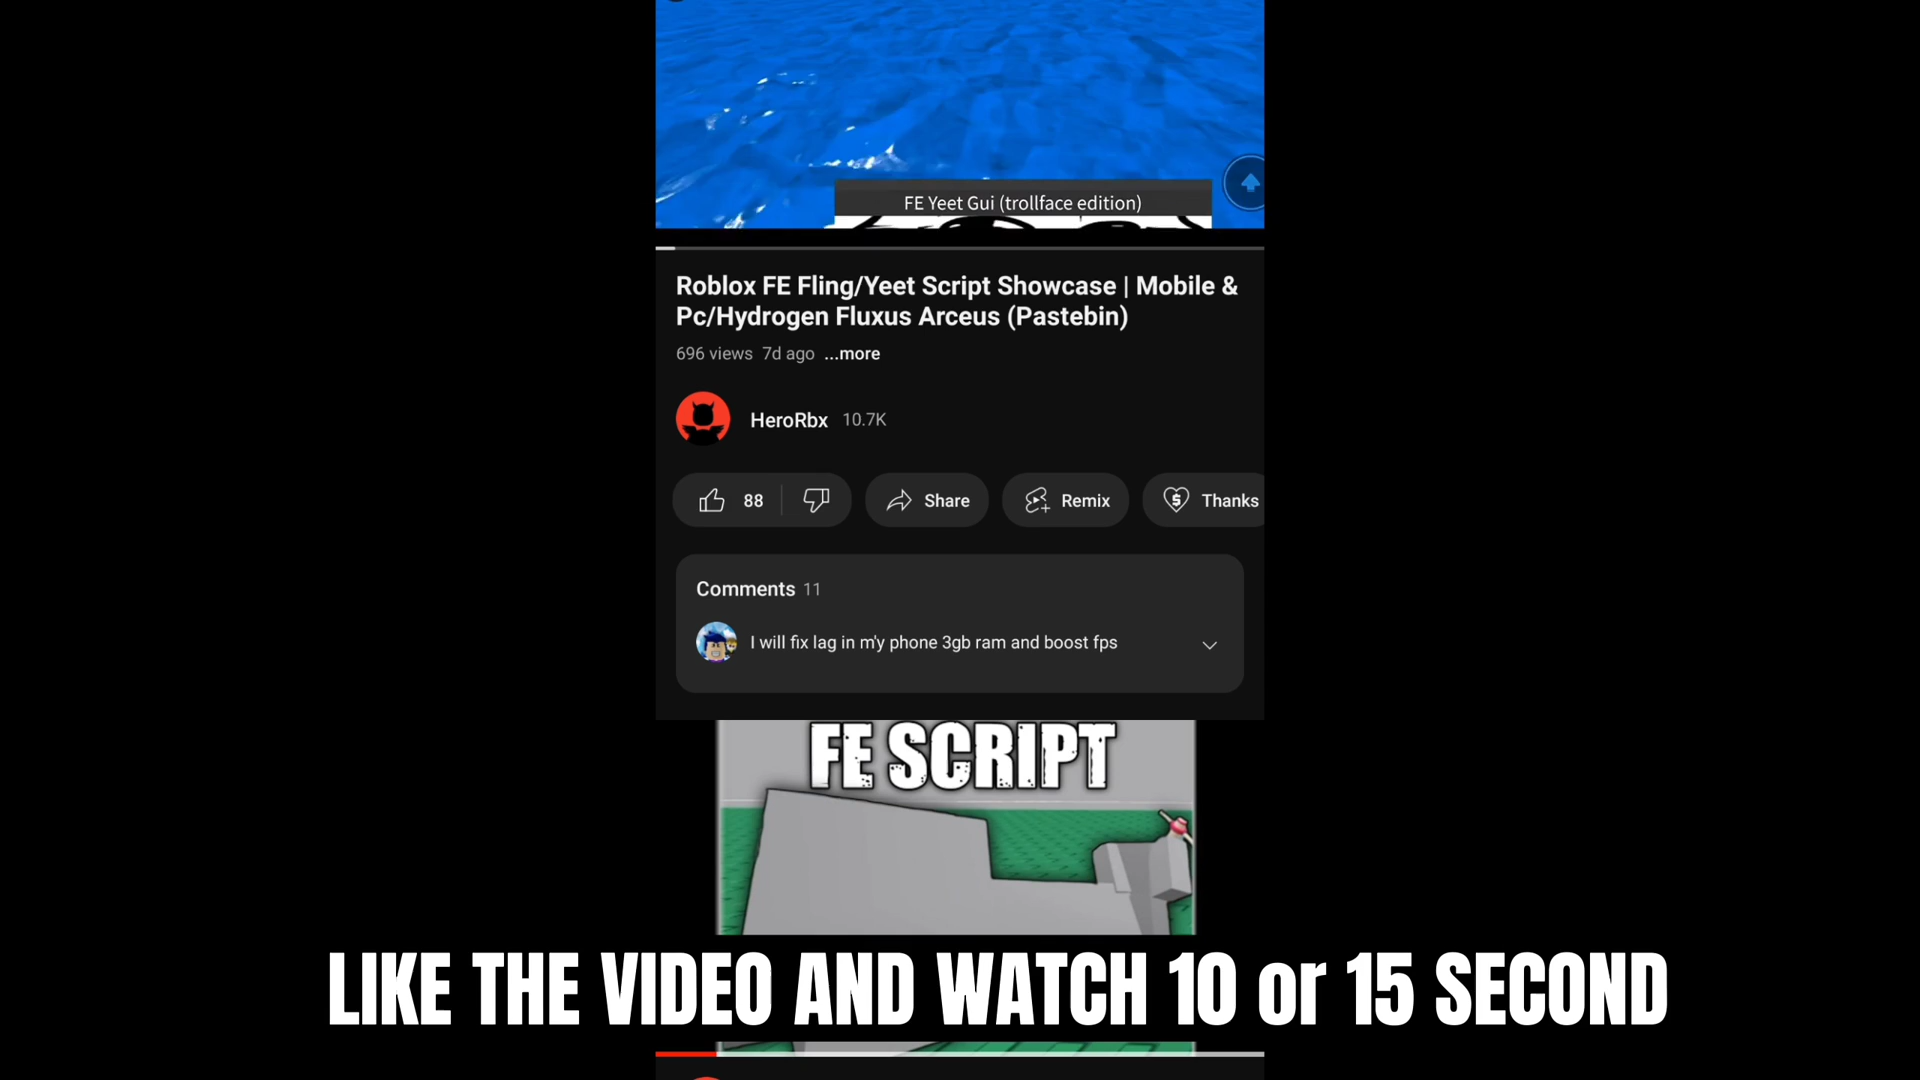 FE Yeet Gui (trollface edition)
Roblox FE Fling/Yeet Script Showcase | Mobile &
Pc/Hydrogen Fluxus Arceus (Pastebin)
696 views 7d ago ...more
HeroRbx 10.7K
88 Share Remix Thanks
Comments 11
I will fix lag in m'y phone 3gb ram and boost fps
FE SCRIPT
LIKE THE VIDEO AND WATCH 10 or 15 SECOND